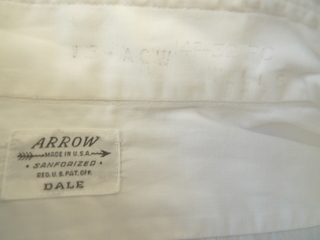 ARROW
MADE IN U.S.A.
• SANFORIZED •
REG. U.S. PAT. OFF.
DALE